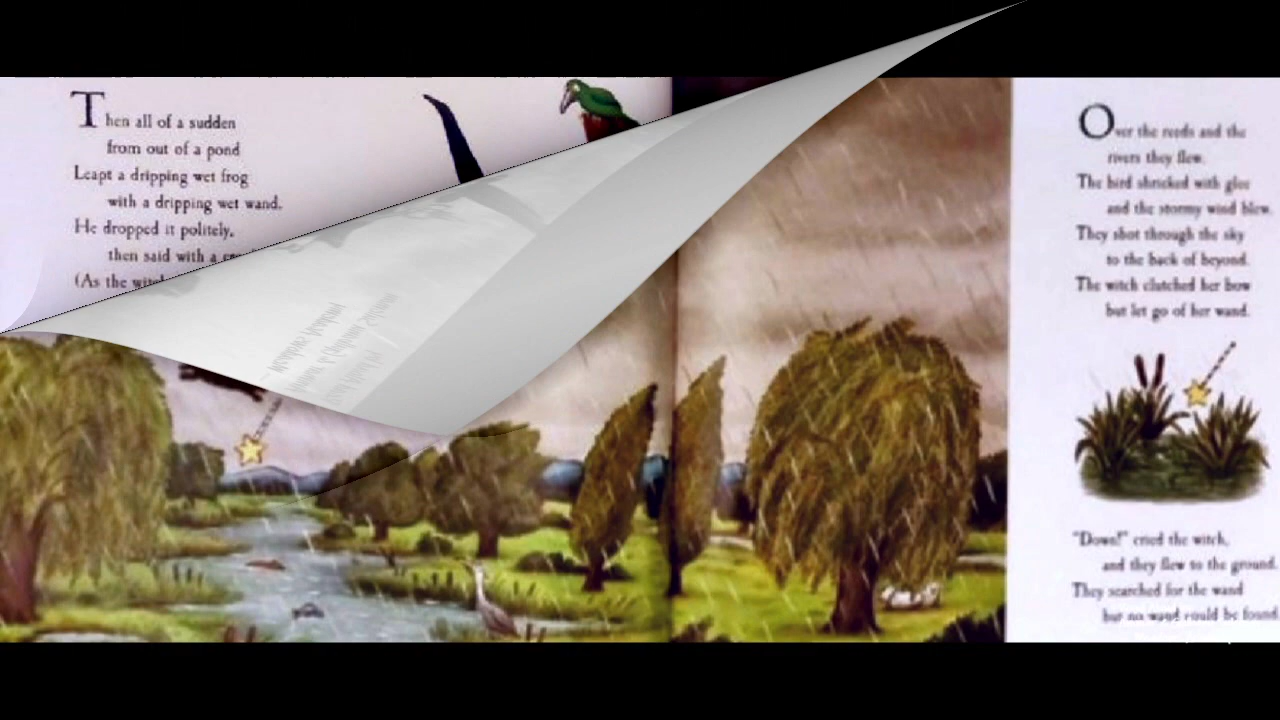 Then all of a sudden
from out of a pond
Leapt a dripping wet frog
with a dripping wet wand.
He dropped it politely,
then said with a
(As the
Over the reeds and the
rivers they flew.
The bird shrieked with glee
and the stormy wind blew.
They shot through the sky
to the back of beyond.
The witch clutched her bow
but let go of her wand.
"Down!" cried the witch,
and they flew to the ground.
They searched for the wand
but no wand could be found.